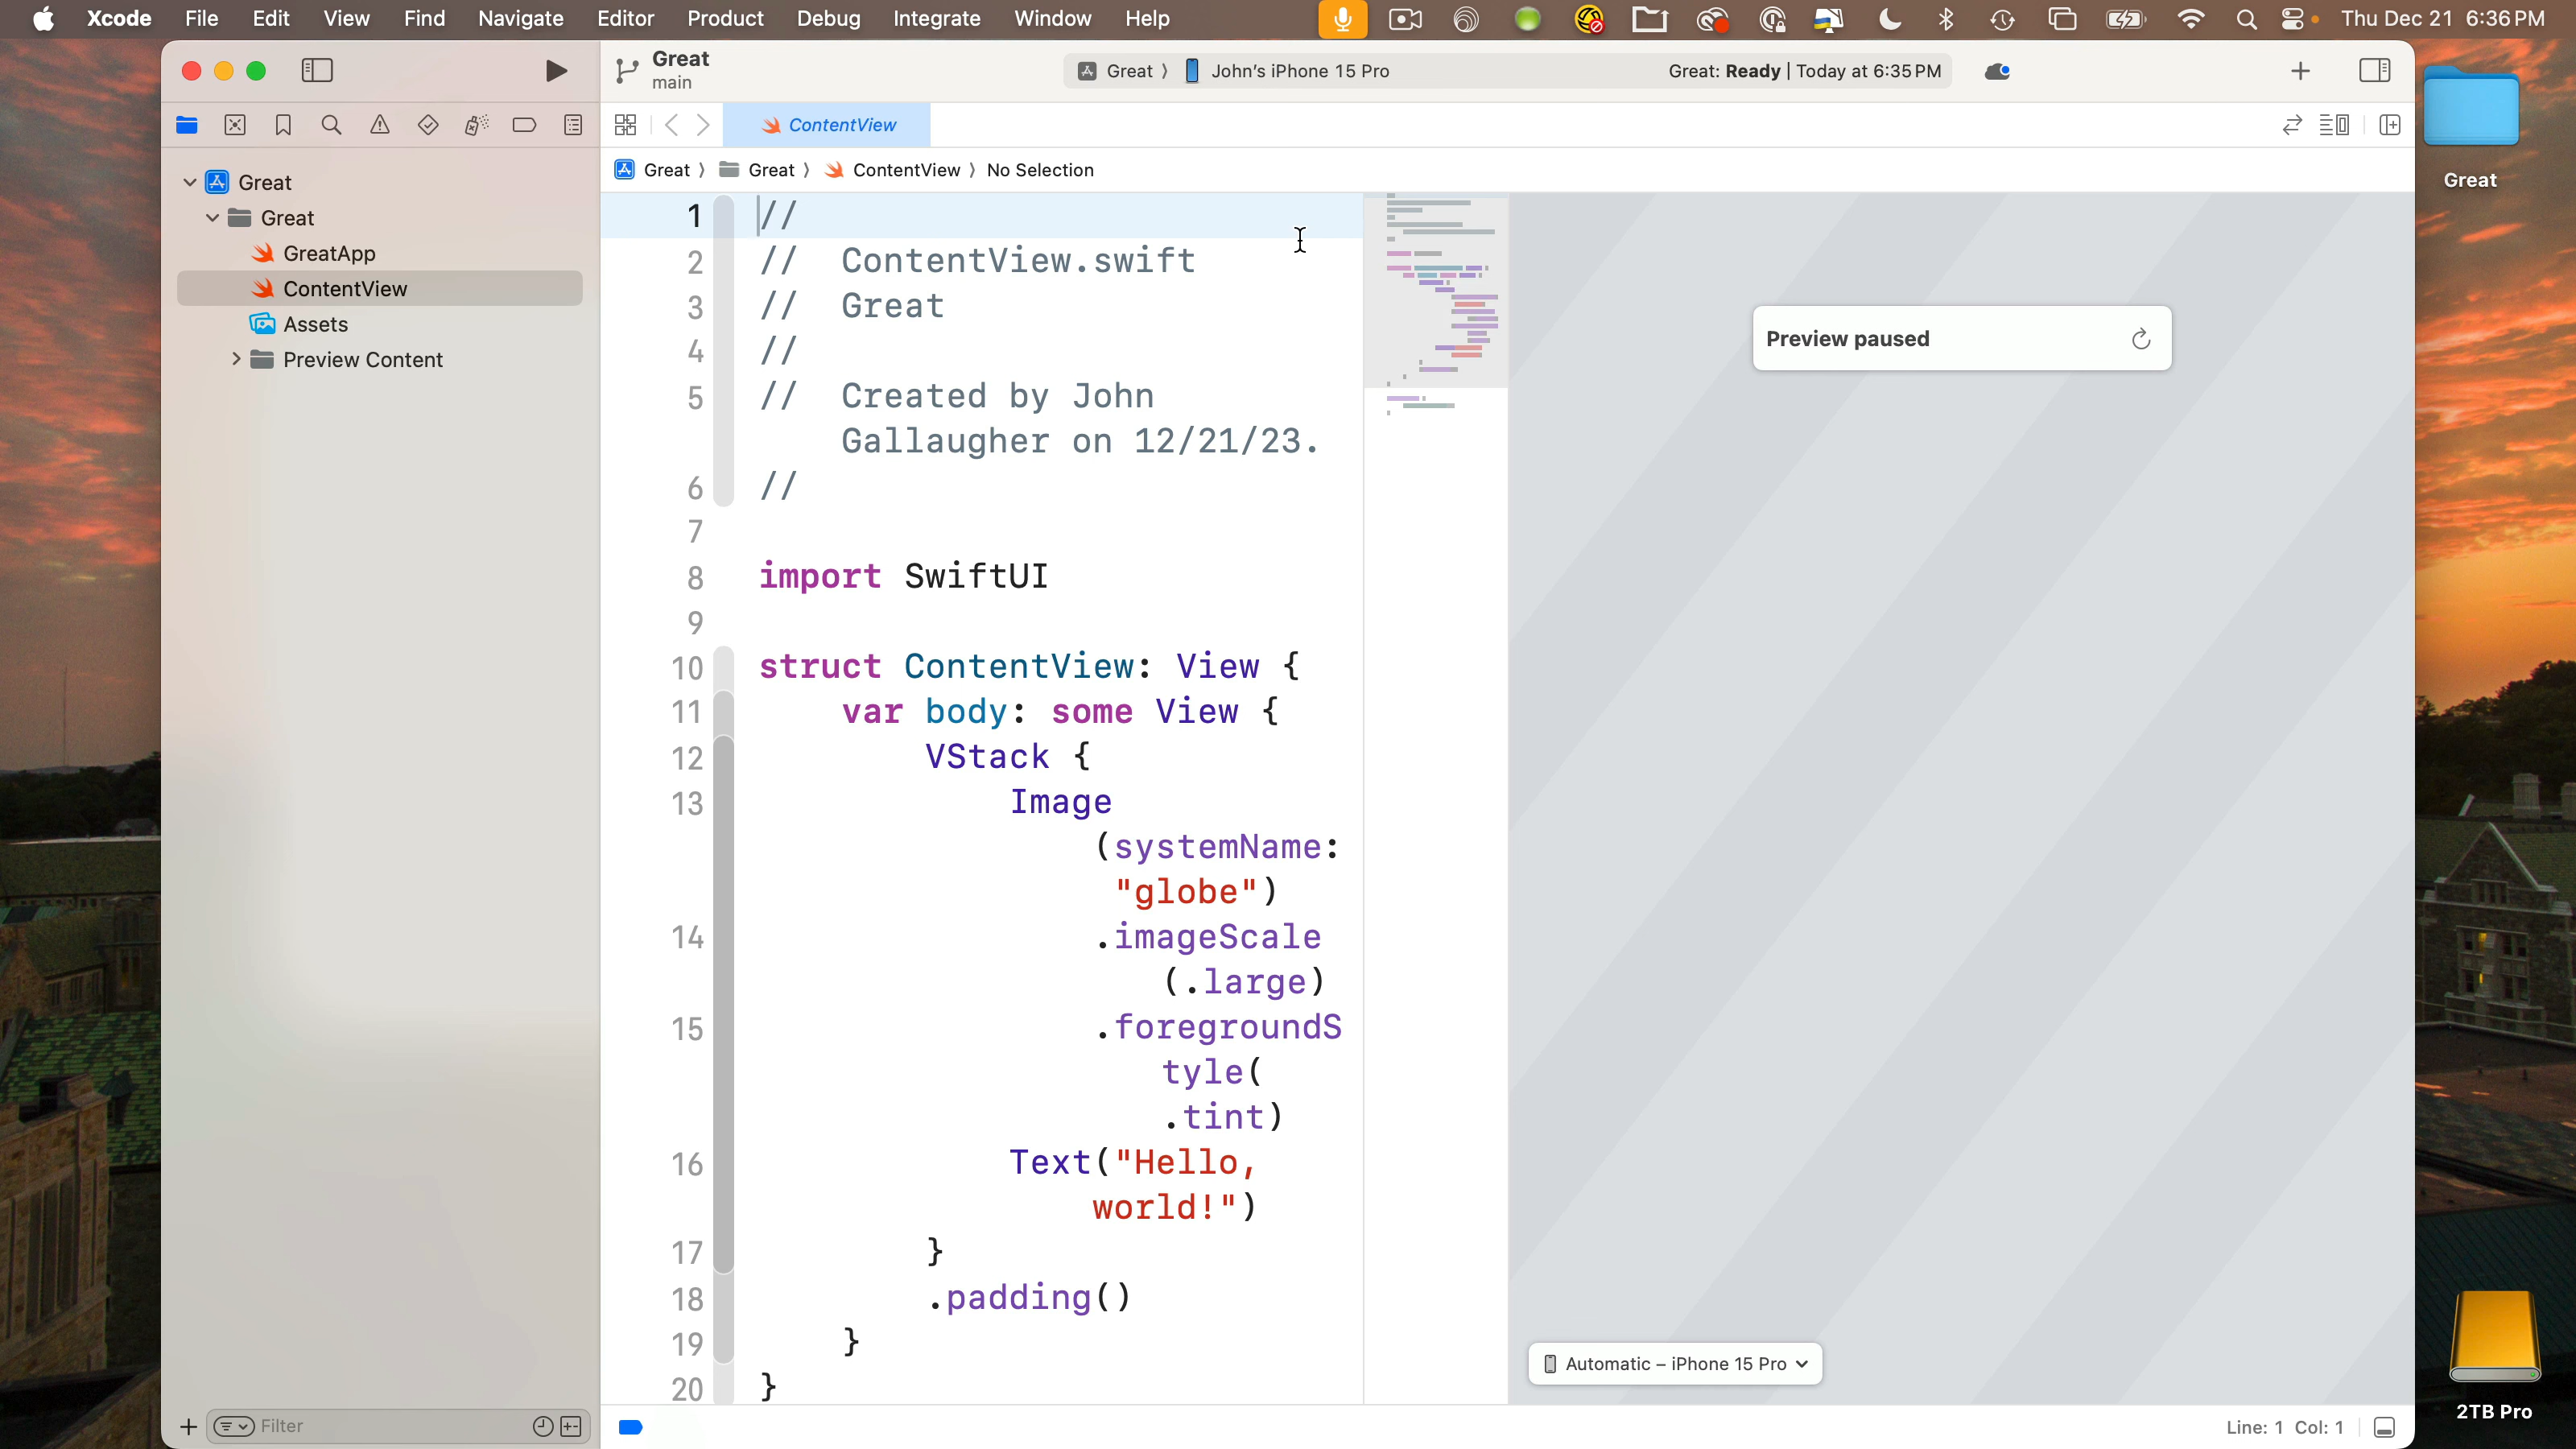 Xcode File Edit View Find Navigate Editor Product Debug Integrate Window Help Thu Dec 21 6:36 PM
Great
main
Great
John's iPhone 15 Pro
Great: Ready | Today at 6:35 PM
ContentView
Great Great ContentView No Selection
Great
Great
GreatApp
ContentView
Assets
Preview Content
Filter
1 //
2 // ContentView.swift
3 // Great
4 //
5 // Created by John
Gallaugher on 12/21/23.
6 //
7
8 import SwiftUI
9
10 struct ContentView: View {
11 var body: some View {
12 VStack {
13 Image
(systemName:
"globe")
14 .imageScale
(.large)
15 .foregroundS
tyle(
.tint)
16 Text("Hello,
world!")
17 }
18 .padding()
19 }
20 }
Preview paused
Automatic – iPhone 15 Pro
Line: 1 Col: 1
Great
2TB Pro